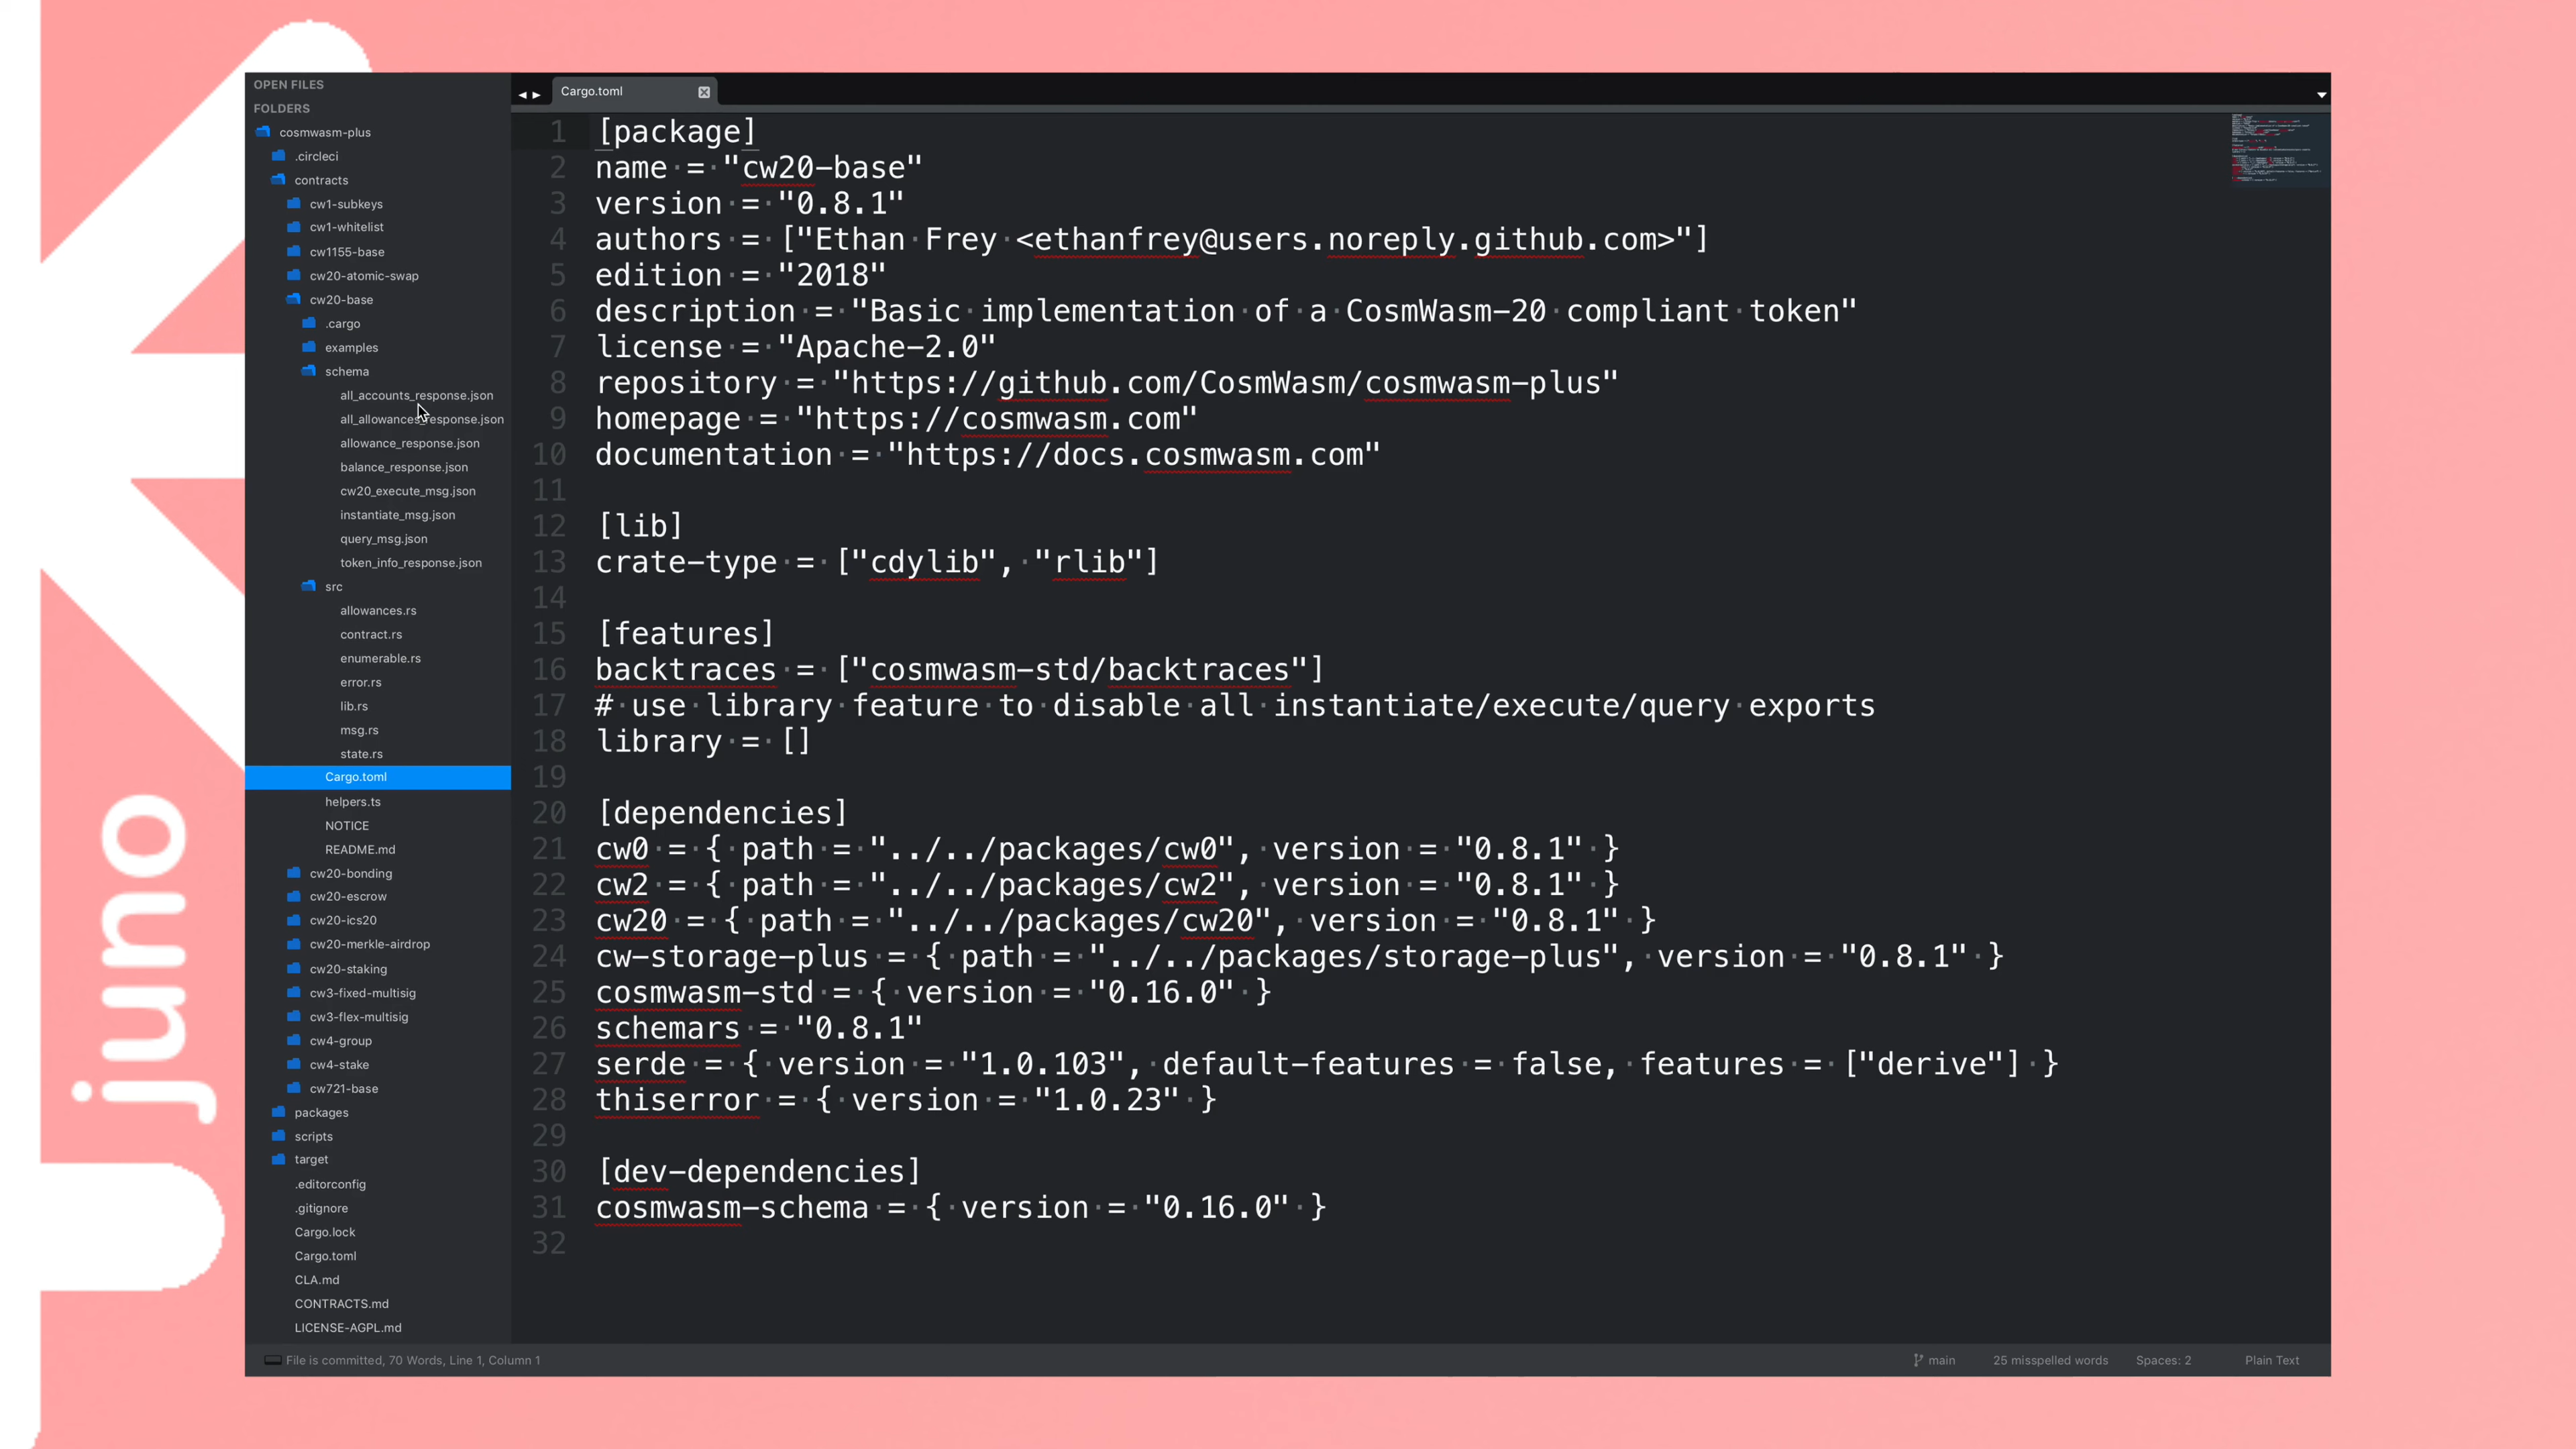 juno
OPEN FILES
FOLDERS
cosmwasm-plus
.circleci
contracts
cw1-subkeys
cw1-whitelist
cw1155-base
cw20-atomic-swap
cw20-base
.cargo
examples
schema
all_accounts_response.json
all_allowances_response.json
allowance_response.json
balance_response.json
cw20_execute_msg.json
instantiate_msg.json
query_msg.json
token_info_response.json
src
allowances.rs
contract.rs
enumerable.rs
error.rs
lib.rs
msg.rs
state.rs
Cargo.toml
helpers.ts
NOTICE
README.md
cw20-bonding
cw20-escrow
cw20-ics20
cw20-merkle-airdrop
cw20-staking
cw3-fixed-multisig
cw3-flex-multisig
cw4-group
cw4-stake
cw721-base
packages
scripts
target
.editorconfig
.gitignore
Cargo.lock
Cargo.toml
CLA.md
CONTRACTS.md
LICENSE-AGPL.md
Cargo.toml
1 [package]
2 name = "cw20-base"
3 version = "0.8.1"
4 authors = ["Ethan Frey <ethanfrey@users.noreply.github.com>"]
5 edition = "2018"
6 description = "Basic implementation of a CosmWasm-20 compliant token"
7 license = "Apache-2.0"
8 repository = "https://github.com/CosmWasm/cosmwasm-plus"
9 homepage = "https://cosmwasm.com"
10 documentation = "https://docs.cosmwasm.com"
11
12 [lib]
13 crate-type = ["cdylib", "rlib"]
14
15 [features]
16 backtraces = ["cosmwasm-std/backtraces"]
17 # use library feature to disable all instantiate/execute/query exports
18 library = []
19
20 [dependencies]
21 cw0 = { path = "../../packages/cw0", version = "0.8.1" }
22 cw2 = { path = "../../packages/cw2", version = "0.8.1" }
23 cw20 = { path = "../../packages/cw20", version = "0.8.1" }
24 cw-storage-plus = { path = "../../packages/storage-plus", version = "0.8.1" }
25 cosmwasm-std = { version = "0.16.0" }
26 schemars = "0.8.1"
27 serde = { version = "1.0.103", default-features = false, features = ["derive"] }
28 thiserror = { version = "1.0.23" }
29
30 [dev-dependencies]
31 cosmwasm-schema = { version = "0.16.0" }
32
File is committed, 70 Words, Line 1, Column 1
main
25 misspelled words
Spaces: 2
Plain Text